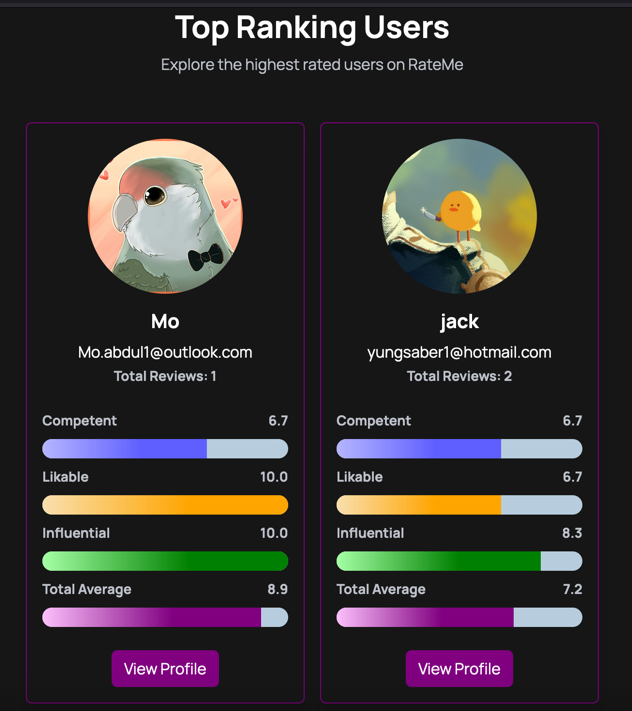 Top Ranking Users
Explore the highest rated users on RateMe
Mo
Mo.abdul1@outlook.com
Total Reviews: 1
Competent 6.7
Likable 10.0
Influential 10.0
Total Average 8.9
View Profile
jack
yungsaber1@hotmail.com
Total Reviews: 2
Competent 6.7
Likable 6.7
Influential 8.3
Total Average 7.2
View Profile